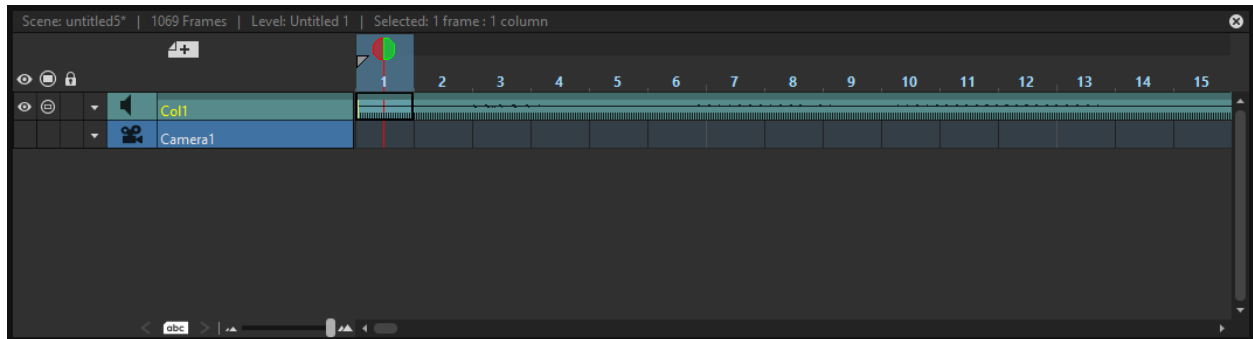 Scene: untitled5* | 1069 Frames | Level: Untitled 1 | Selected: 1 frame : 1 column
1 2 3 4 5 6 7 8 9 10 11 12 13 14 15
Col1
Camera1
abc